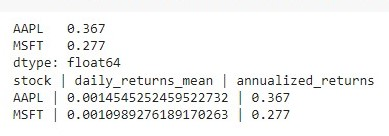 AAPL 0.367
MSFT 0.277
dtype: float64
stock | daily_returns_mean | annualized_returns
AAPL | 0.0014545252459522732 | 0.367
MSFT | 0.0010989276189170263 | 0.277